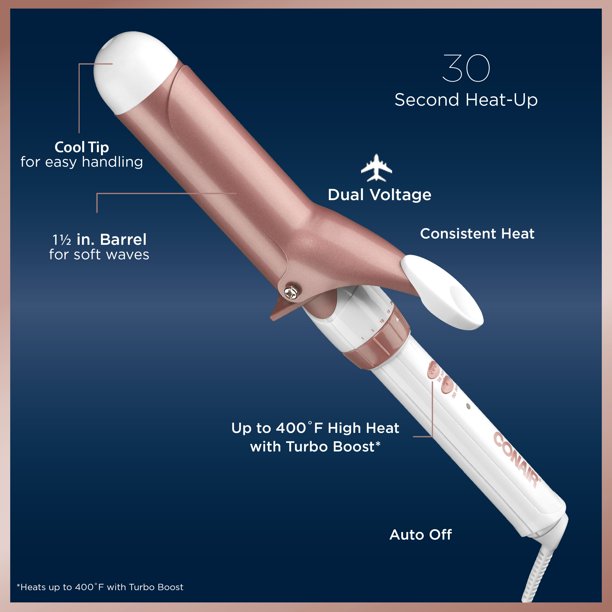 30
Second Heat-Up
Cool Tip
for easy handling
Dual Voltage
1½ in. Barrel
for soft waves
Consistent Heat
Up to 400˚F High Heat
with Turbo Boost*
CONAIR
Auto Off
*Heats up to 400˚F with Turbo Boost